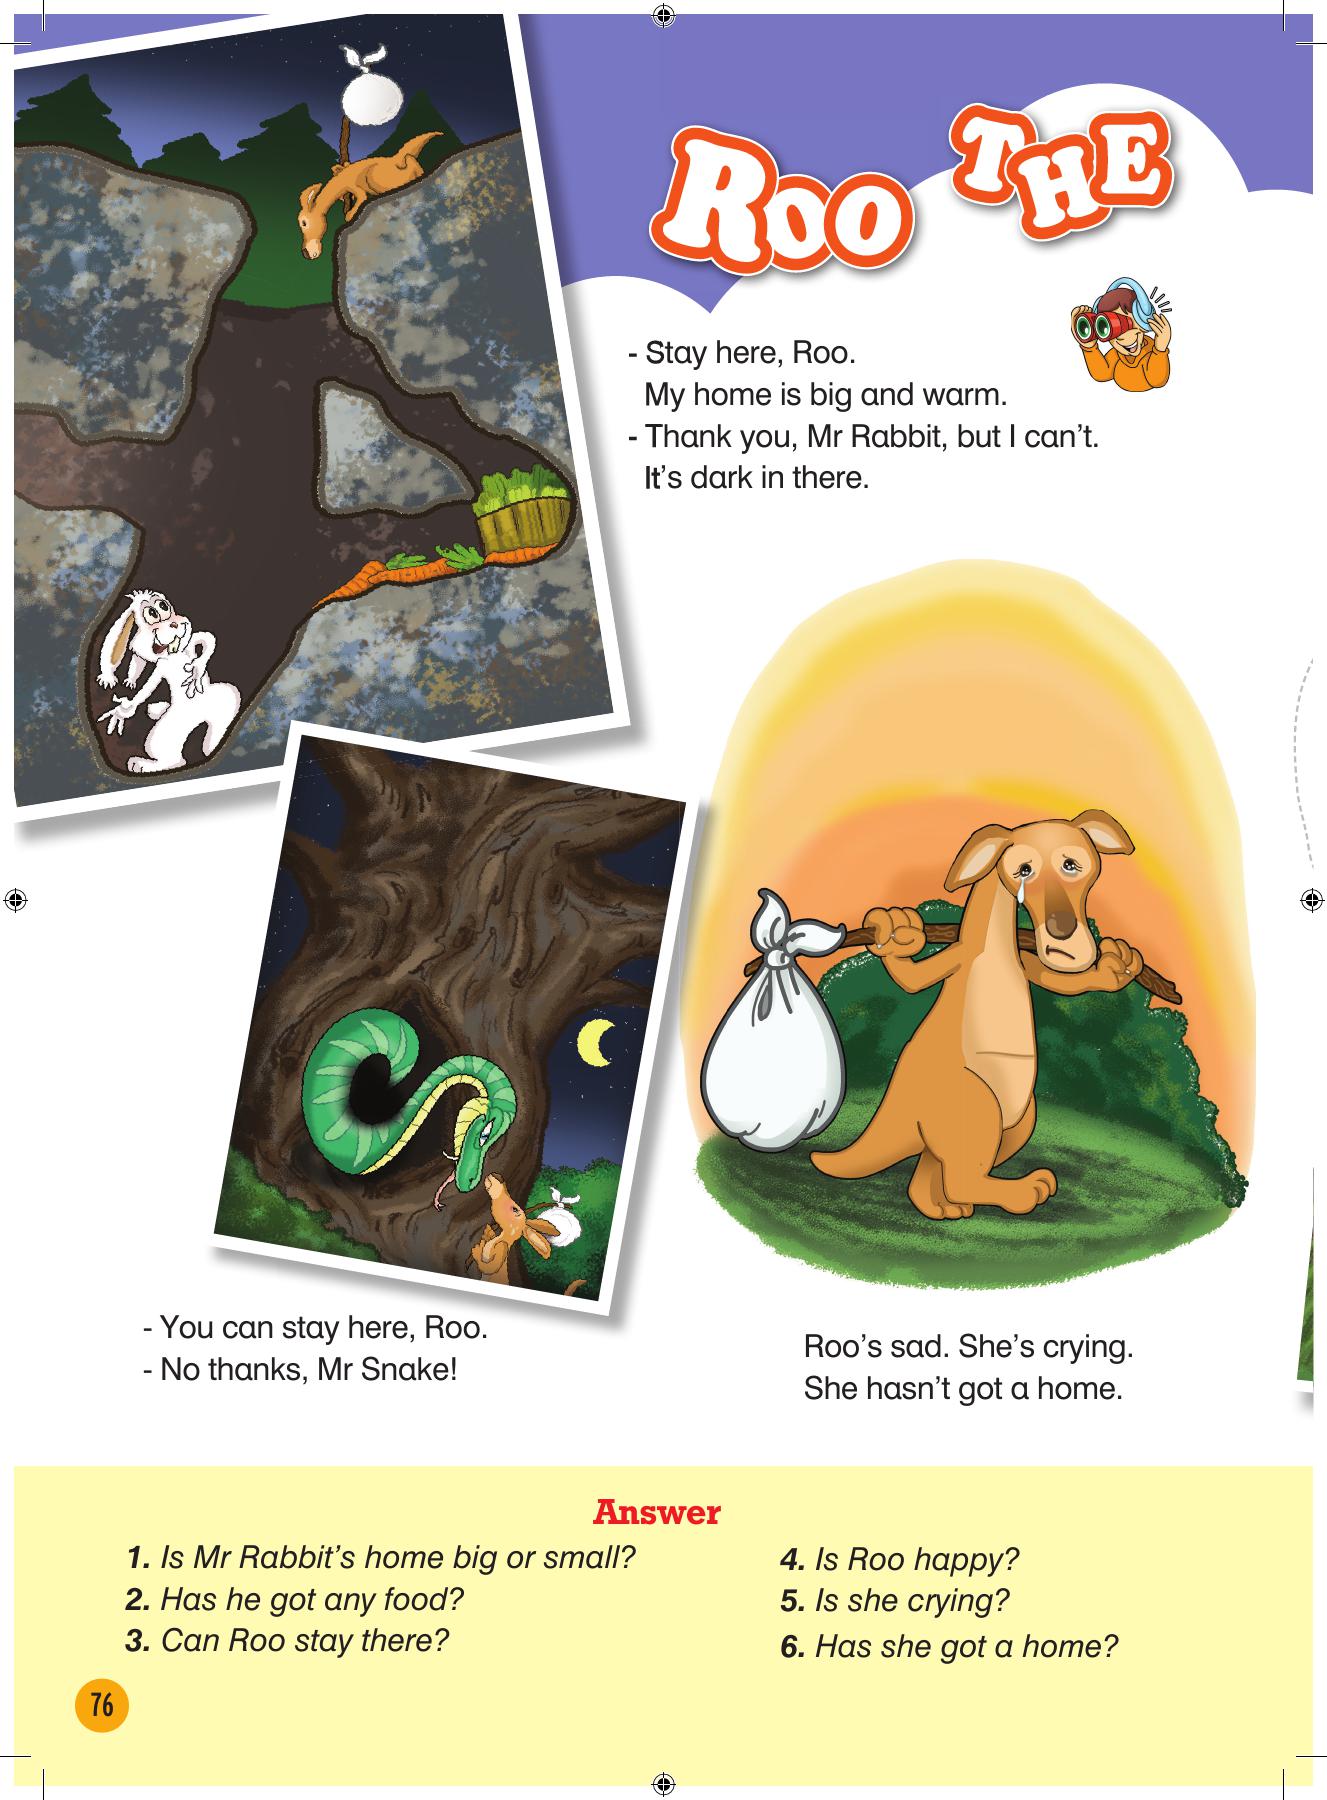 ROO THE
- Stay here, Roo.
My home is big and warm.
- Thank you, Mr Rabbit, but I can't.
It's dark in there.
- You can stay here, Roo.
- No thanks, Mr Snake!
Roo's sad. She's crying.
She hasn't got a home.
Answer
1. Is Mr Rabbit's home big or small?
2. Has he got any food?
3. Can Roo stay there?
4. Is Roo happy?
5. Is she crying?
6. Has she got a home?
76